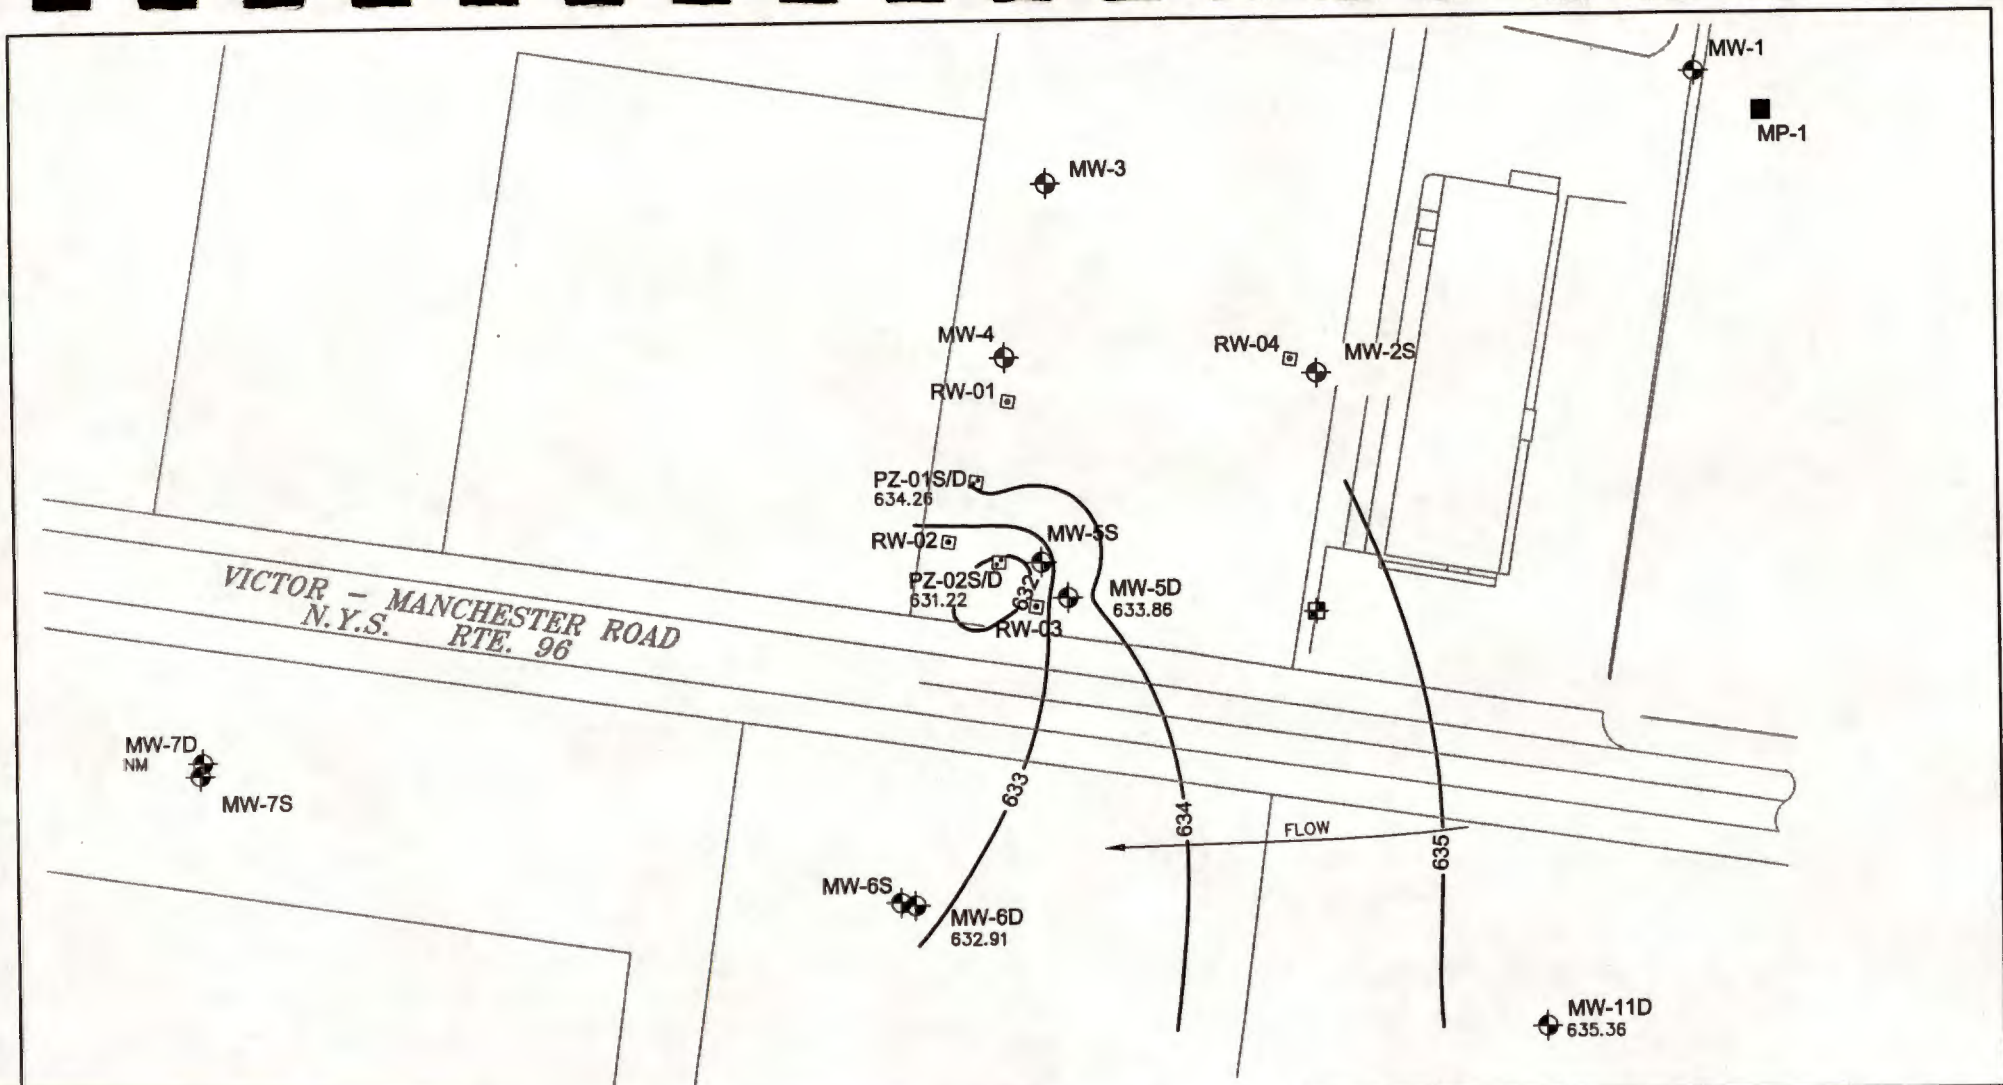 MW-1
MP-1
MW-3
MW-4
RW-01
RW-04
MW-2S
PZ-01S/D
634.26
RW-02
MW-5S
PZ-02S/D
631.22
632
RW-03
MW-5D
633.86
VICTOR – MANCHESTER ROAD
N.Y.S. RTE. 96
MW-7D
NM
MW-7S
633
634
FLOW
635
MW-6S
MW-6D
632.91
MW-11D
635.36